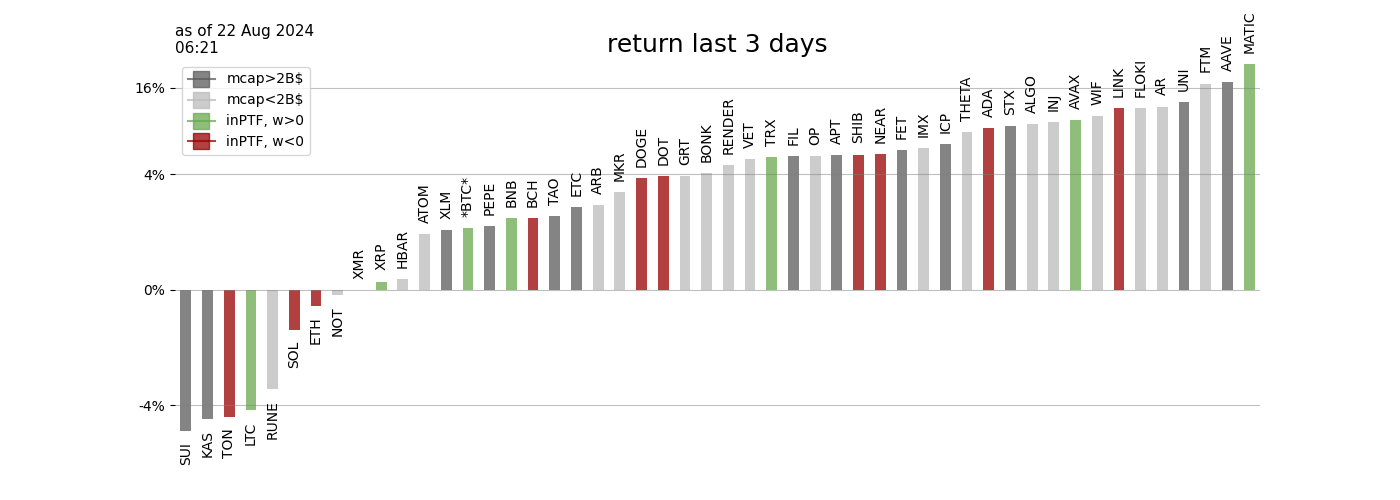 as of 22 Aug 2024
06:21
return last 3 days
mcap>2B$
mcap<2B$
inPTF, w>0
inPTF, w<0
16%
4%
0%
-4%
SUI
KAS
TON
LTC
RUNE
SOL
ETH
NOT
XMR
XRP
HBAR
ATOM
XLM
*BTC*
PEPE
BNB
BCH
TAO
ETC
ARB
MKR
DOGE
DOT
GRT
BONK
RENDER
VET
TRX
FIL
OP
APT
SHIB
NEAR
FET
IMX
ICP
THETA
ADA
STX
ALGO
INJ
AVAX
WIF
LINK
FLOKI
AR
UNI
FTM
AAVE
MATIC